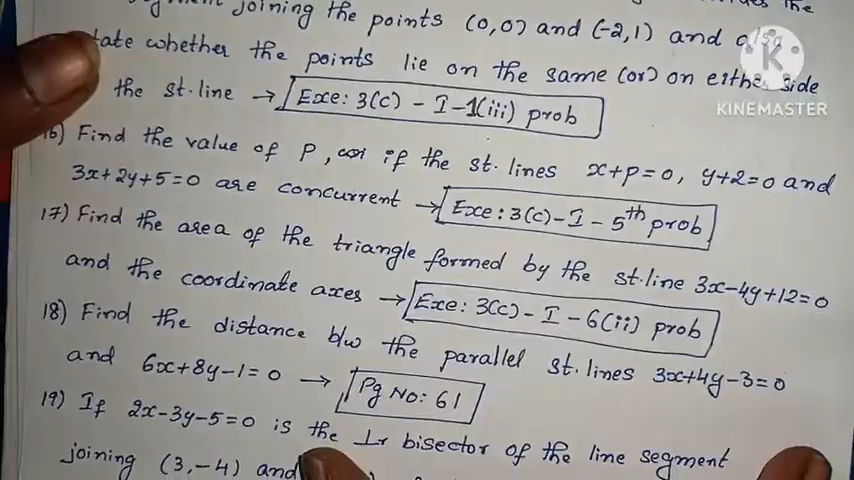 joining the points (0,0) and (-2,1) and also
state whether the points lie on the same (or) on either side
the st.line → Exe: 3(c) - I - 1(iii) prob
16) Find the value of P, if the st. lines x+p=0, y+2=0 and
3x+2y+5=0 are concurrent → Exe: 3(c)-I-5th prob
17) Find the area of the triangle formed by the st.line 3x-4y+12=0
and the coordinate axes → Exe: 3(c)-I-6(ii) prob
18) Find the distance b/w the parallel st. lines 3x+4y-3=0
and 6x+8y-1=0 → Pg No: 61
19) If 2x-3y-5=0 is the ⊥r bisector of the line segment
joining (3,-4) and
K
KINEMASTER